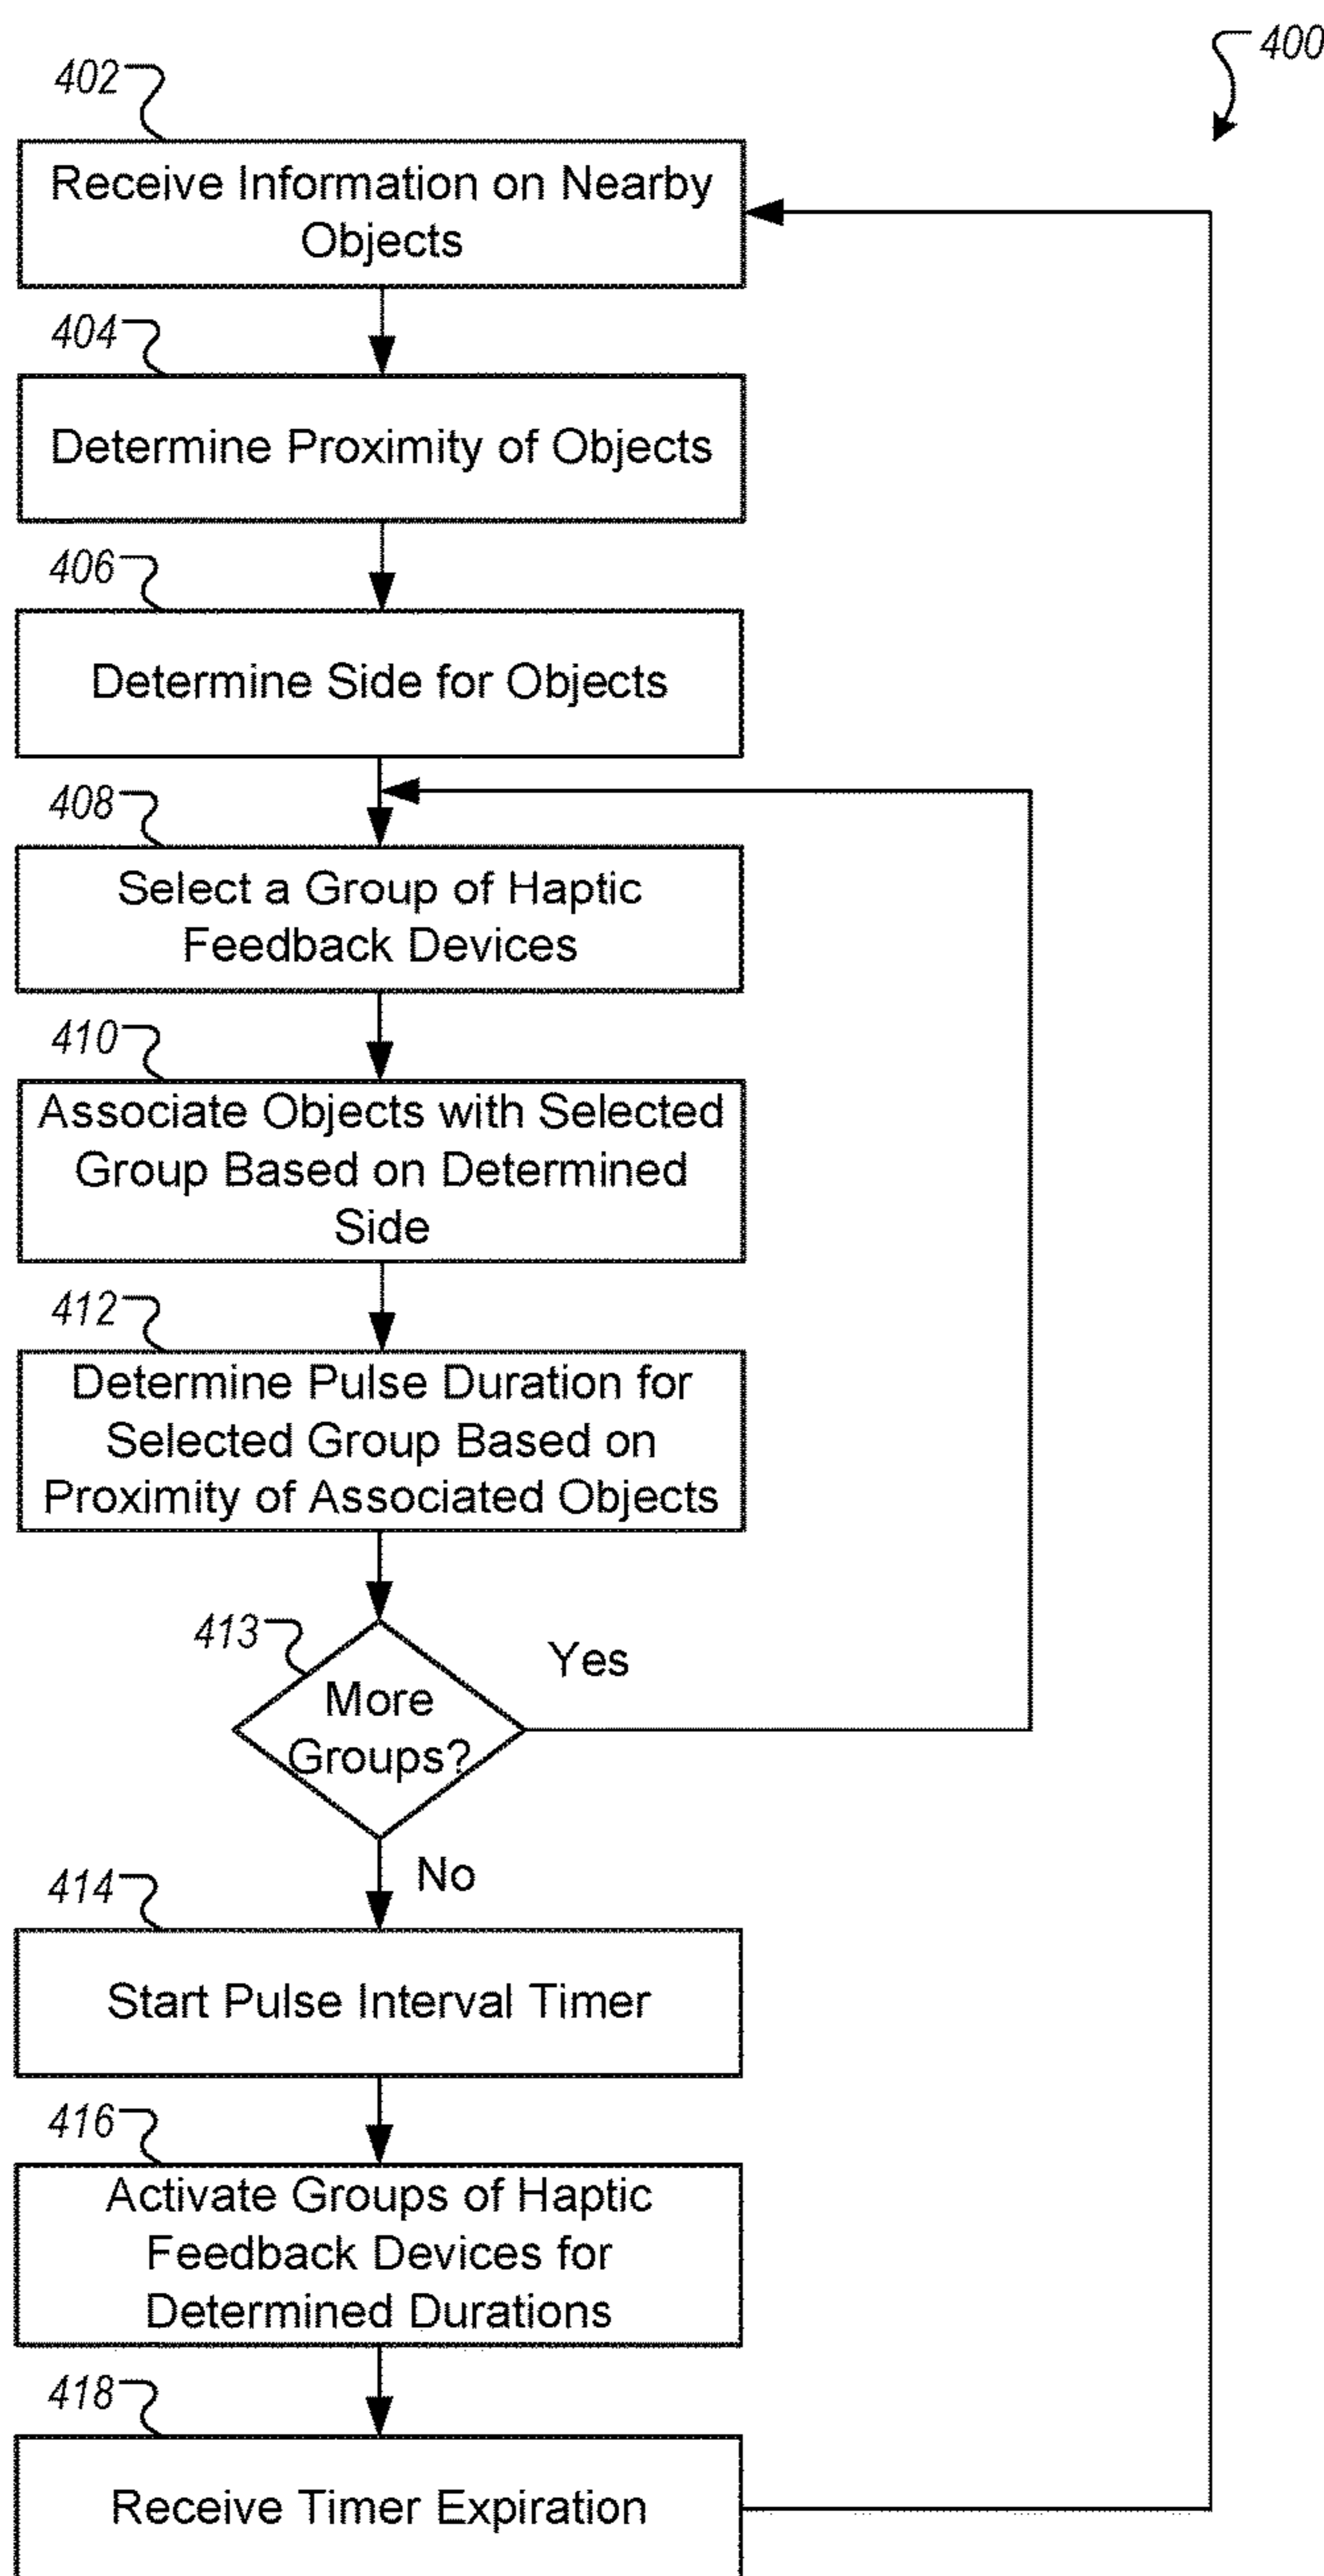 400
402
Receive Information on Nearby
Objects
404
Determine Proximity of Objects
406
Determine Side for Objects
408
Select a Group of Haptic
Feedback Devices
410
Associate Objects with Selected
Group Based on Determined
Side
412
Determine Pulse Duration for
Selected Group Based on
Proximity of Associated Objects
413
Yes
More
Groups?
No
414
Start Pulse Interval Timer
416
Activate Groups of Haptic
Feedback Devices for
Determined Durations
418
Receive Timer Expiration